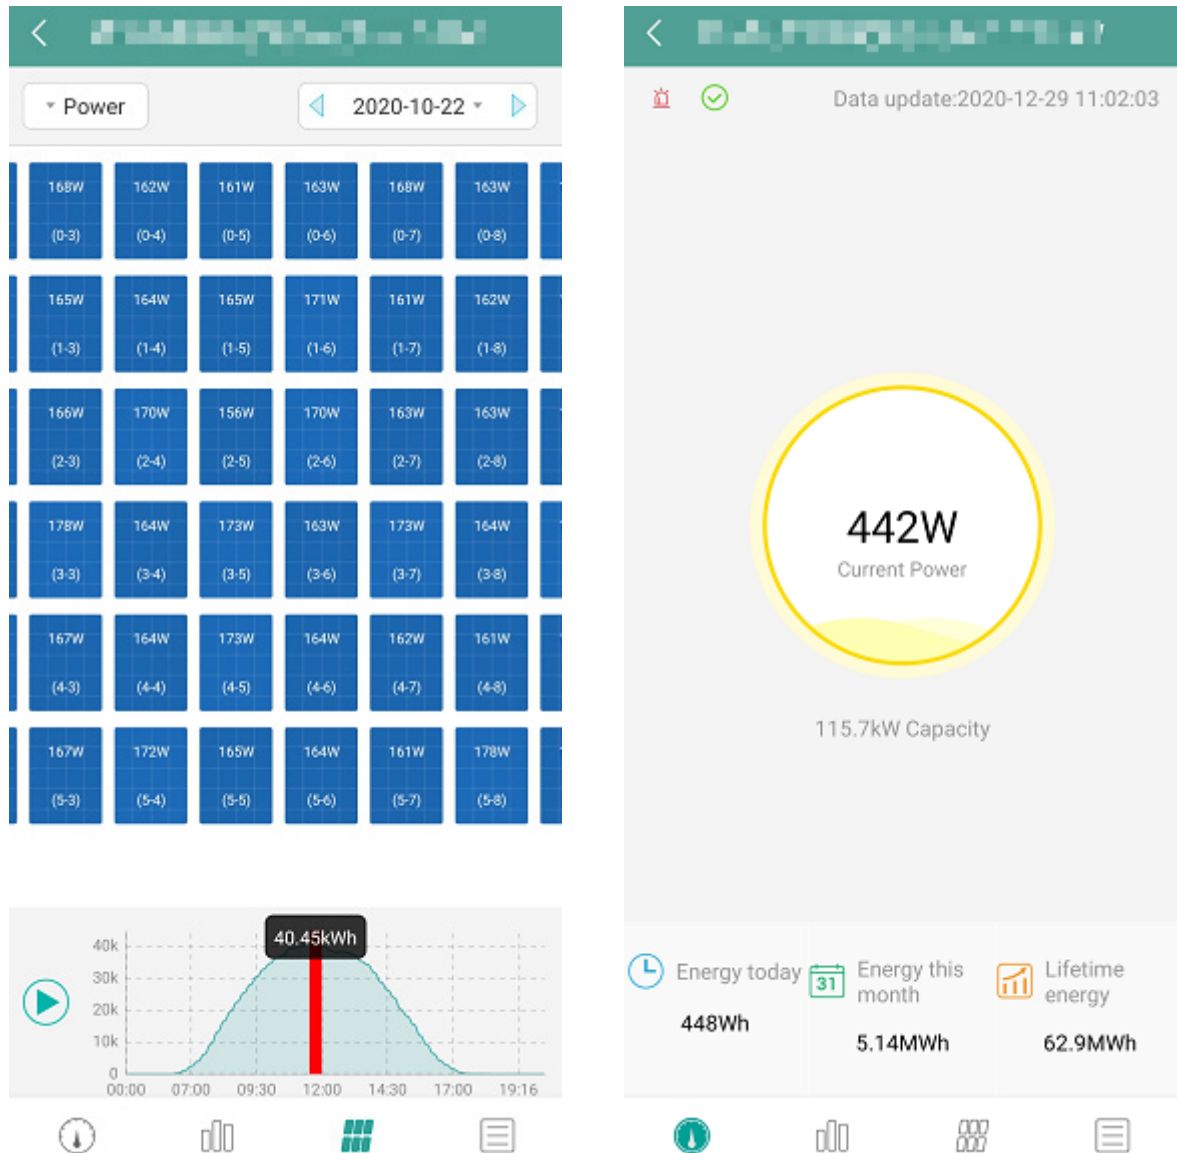 Power
2020-10-22
168W 162W 161W 163W 168W 163W
(0-3) (0-4) (0-5) (0-6) (0-7) (0-8)
165W 164W 165W 171W 161W 162W
(1-3) (1-4) (1-5) (1-6) (1-7) (1-8)
166W 170W 156W 170W 163W 163W
(2-3) (2-4) (2-5) (2-6) (2-7) (2-8)
178W 164W 173W 163W 173W 164W
(3-3) (3-4) (3-5) (3-6) (3-7) (3-8)
167W 164W 173W 164W 162W 161W
(4-3) (4-4) (4-5) (4-6) (4-7) (4-8)
167W 172W 165W 164W 161W 178W
(5-3) (5-4) (5-5) (5-6) (5-7) (5-8)
40.45kWh
40k
30k
20k
10k
0
00:00 07:00 09:30 12:00 14:30 17:00 19:16
Data update:2020-12-29 11:02:03
442W
Current Power
115.7kW Capacity
Energy today
448Wh
31
Energy this
month
5.14MWh
Lifetime
energy
62.9MWh